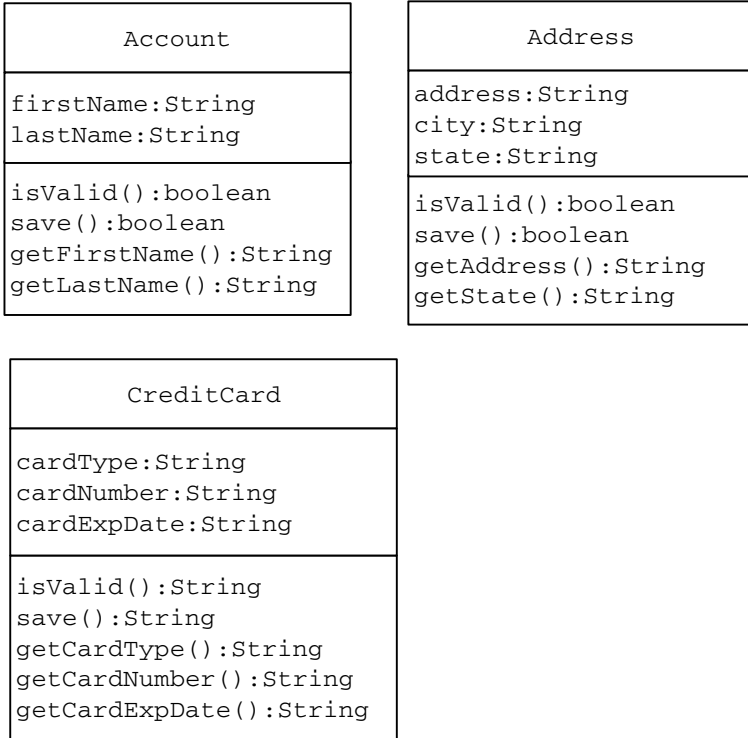 Account
firstName:String
lastName:String
isValid():boolean
save():boolean
getFirstName():String
getLastName():String
Address
address:String
city:String
state:String
isValid():boolean
save():boolean
getAddress():String
getState():String
CreditCard
cardType:String
cardNumber:String
cardExpDate:String
isValid():String
save():String
getCardType():String
getCardNumber():String
getCardExpDate():String